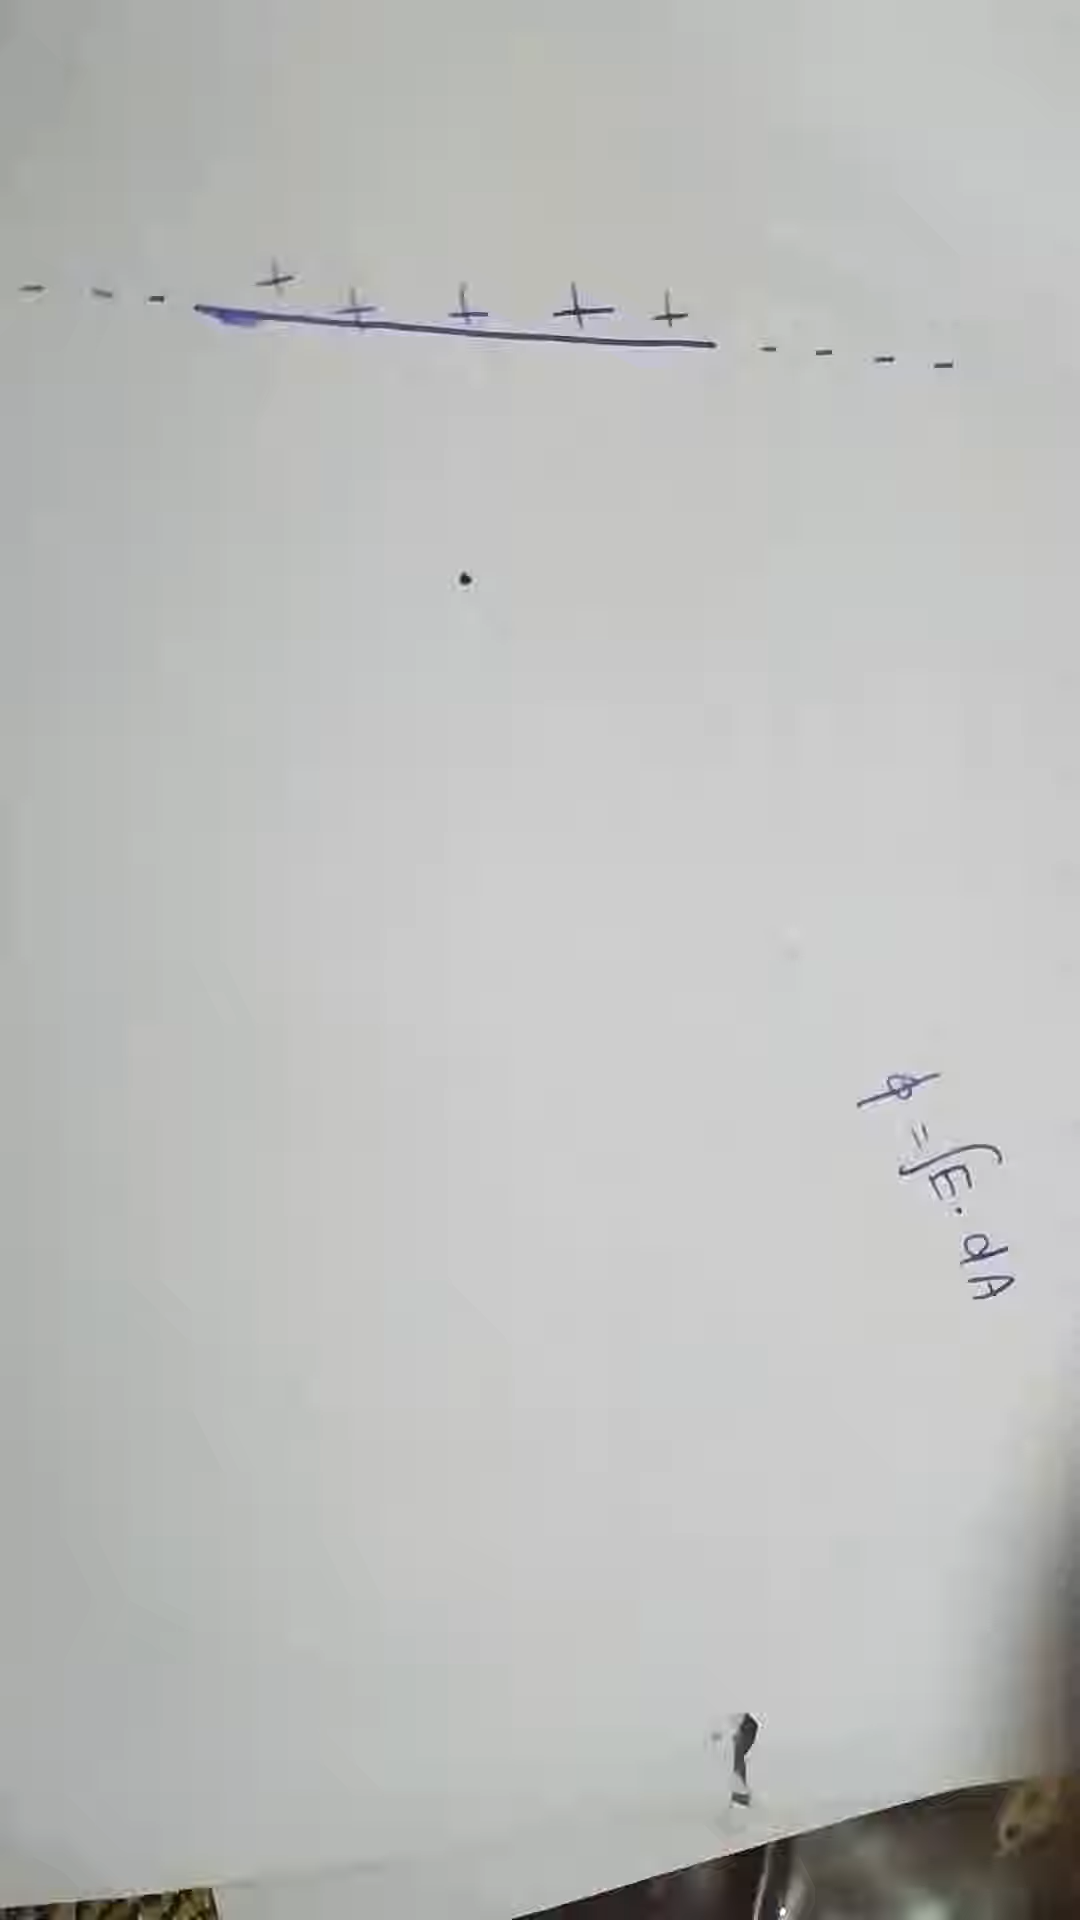 - - - + + + + + - - - -
ϕ = ∫E. dA